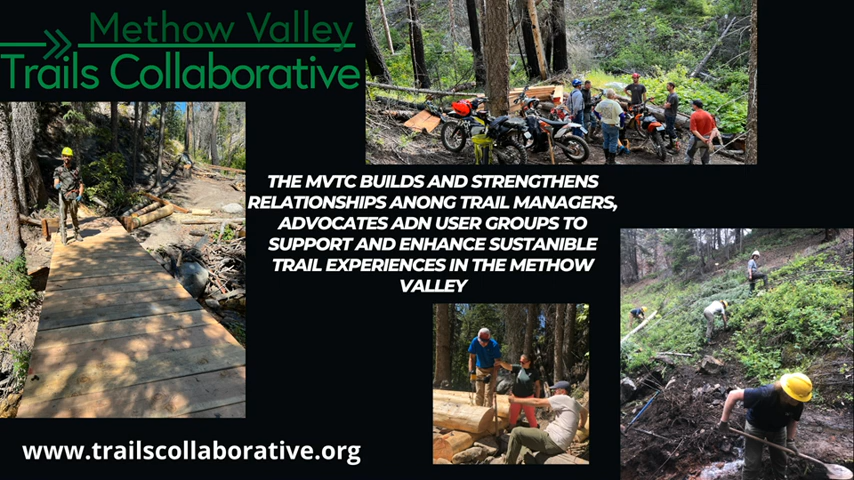 Methow Valley
Trails Collaborative
THE MVTC BUILDS AND STRENGTHENS
RELATIONSHIPS ANONG TRAIL MANAGERS,
ADVOCATES ADN USER GROUPS TO
SUPPORT AND ENHANCE SUSTANIBLE
TRAIL EXPERIENCES IN THE METHOW
VALLEY
www.trailscollaborative.org